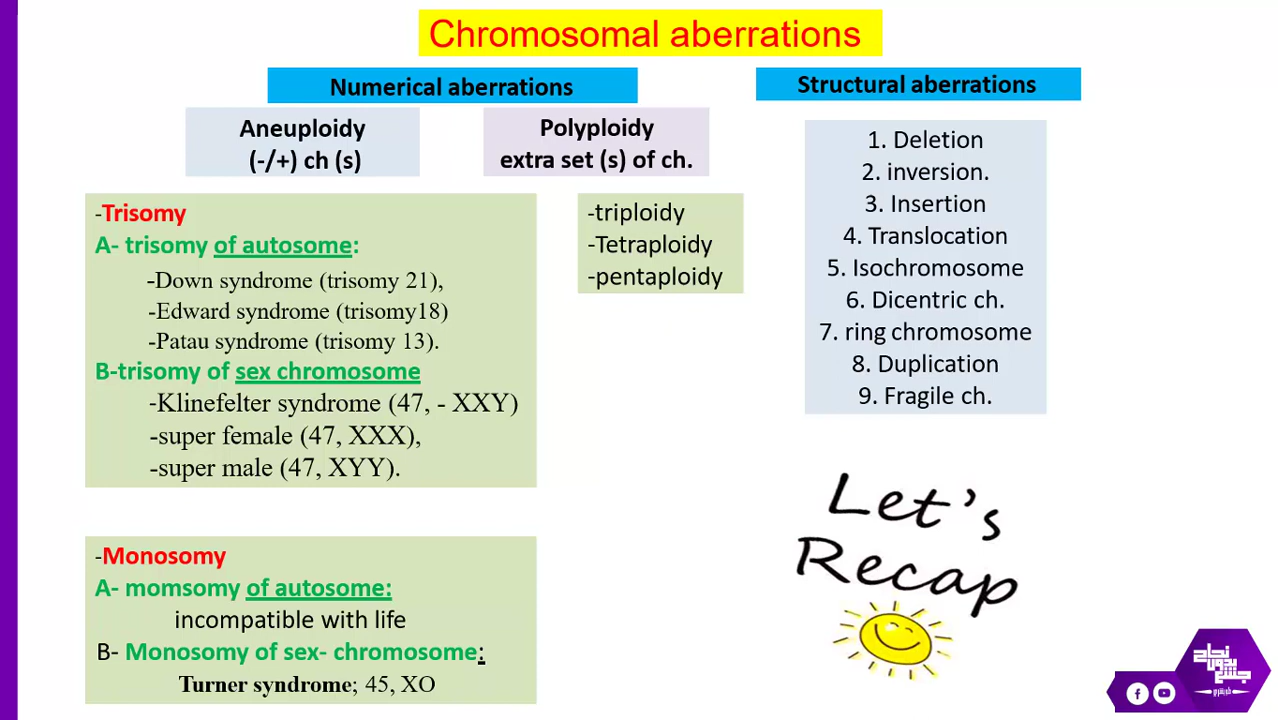 Chromosomal aberrations
Numerical aberrations
Structural aberrations
Aneuploidy
(-/+) ch (s)
Polyploidy
extra set (s) of ch.
-Trisomy
A- trisomy of autosome:
-Down syndrome (trisomy 21),
-Edward syndrome (trisomy18)
-Patau syndrome (trisomy 13).
B-trisomy of sex chromosome
-Klinefelter syndrome (47, - XXY)
-super female (47, XXX),
-super male (47, XYY).
-triploidy
-Tetraploidy
-pentaploidy
1. Deletion
2. inversion.
3. Insertion
4. Translocation
5. Isochromosome
6. Dicentric ch.
7. ring chromosome
8. Duplication
9. Fragile ch.
-Monosomy
A- momsomy of autosome:
incompatible with life
B- Monosomy of sex- chromosome:
Turner syndrome; 45, XO
Let's
Recap